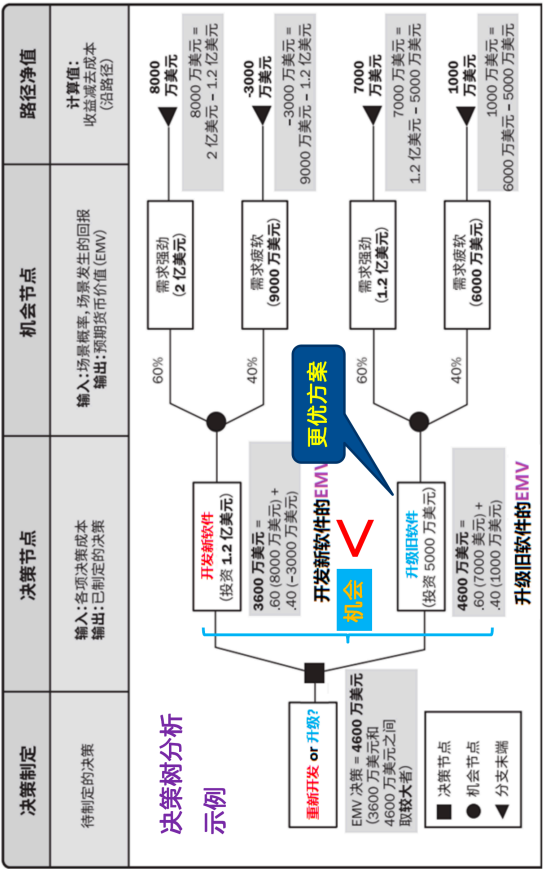 决策制定
决策节点
机会节点
路径净值
待制定的决策
输入：各项决策成本
输出：已制定的决策
输入：场景概率，场景发生的回报
输出：预期货币价值 (EMV)
计算值：
收益减去成本
（沿路径）
决策树分析
示例
重新开发 or 升级?
EMV 决策 = 4600 万美元
（3600 万美元和
4600 万美元之间
取较大者）
决策节点
机会节点
分支末端
开发新软件
（投资 1.2 亿美元）
3600 万美元 =
.60 (8000 万美元) +
.40 (−3000 万美元)
开发新软件的EMV
机会
<
更优方案
升级旧软件
（投资 5000 万美元）
4600 万美元 =
.60 (7000 美元) +
.40 (1000 万美元)
升级旧软件的EMV
60%
需求强劲
（2 亿美元）
8000
万美元
8000 万美元 =
2 亿美元 − 1.2 亿美元
40%
需求疲软
（9000 万美元）
-3000
万美元
−3000 万美元 =
9000 万美元 − 1.2 亿美元
60%
需求强劲
（1.2 亿美元）
7000
万美元
7000 万美元 =
1.2 亿美元 − 5000 万美元
40%
需求疲软
（6000 万美元）
1000
万美元
1000 万美元 =
6000 万美元 − 5000 万美元